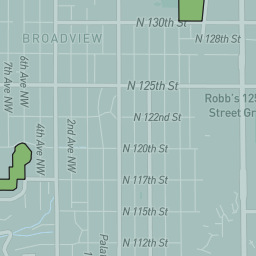 N 130th St
BROADVIEW
N 128th St
6th Ave NW
7th Ave NW
N 125th St
Robb's 125
Street Gr
N 122nd St
4th Ave NW
2nd Ave NW
N 120th St
N 117th St
N 115th St
N 112th St
Pala